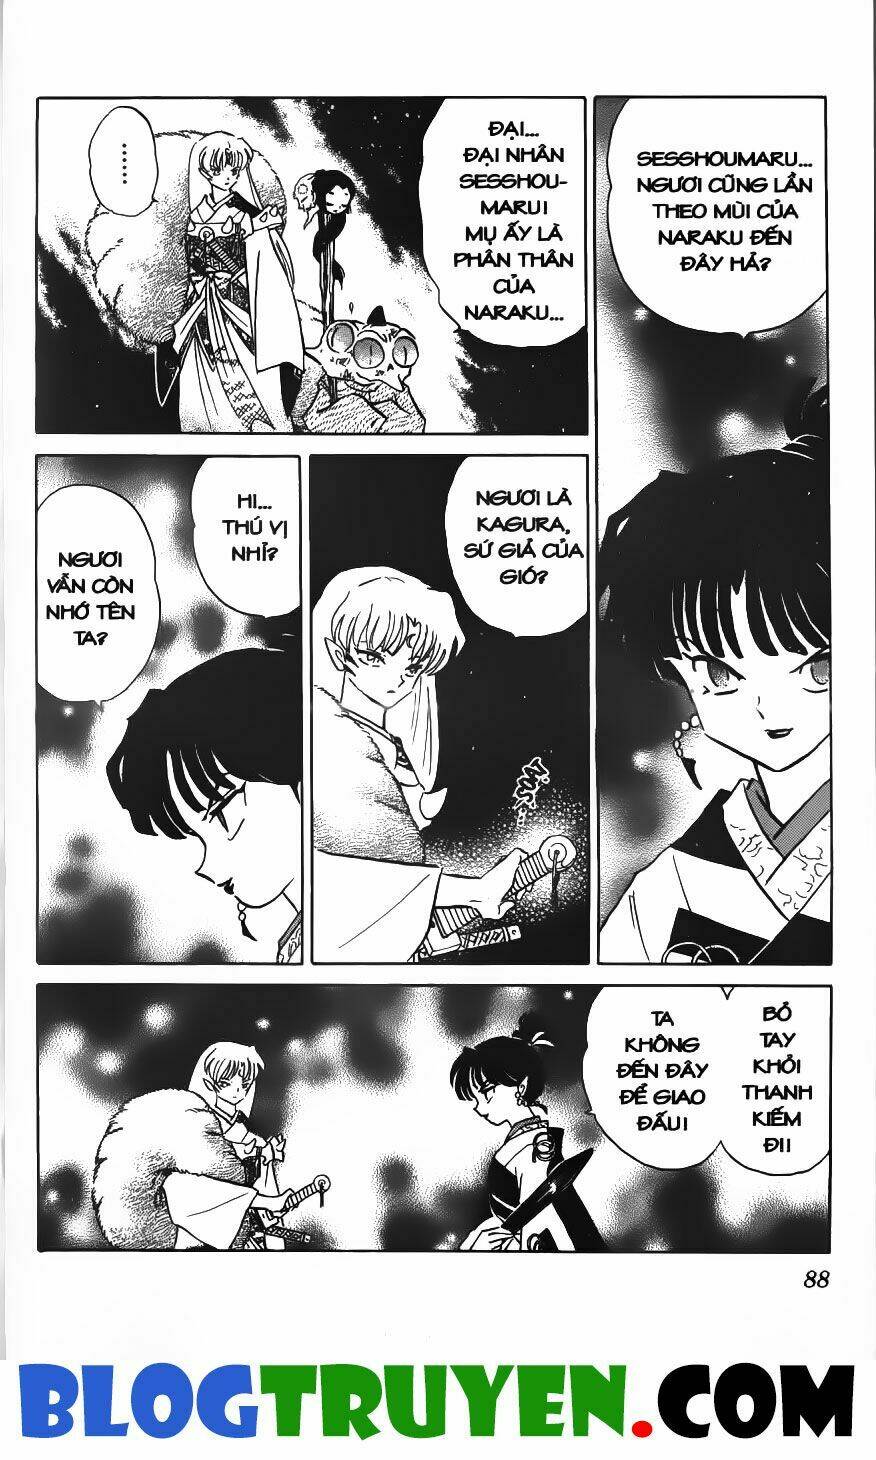 SESSHOUMARU...
NGƯƠI CŨNG LẦN
THEO MÙI CỦA
NARAKU ĐẾN
ĐÂY HẢ?
ĐẠI...
ĐẠI NHÂN
SESSHOU-
MARU!
MỤ ẤY LÀ
PHÂN THÂN
CỦA
NARAKU...
......
NGƯƠI LÀ
KAGURA,
SỨ GIẢ CỦA
GIÓ?
HI...
THÚ VỊ
NHỈ?
NGƯƠI
VẪN CÒN
NHỚ TÊN
TA?
BỎ
TAY
KHỎI
THANH
KIẾM
ĐI!
TA
KHÔNG
ĐẾN ĐÂY
ĐỂ GIAO
ĐẤU!
88
BLOGTRUYEN.COM